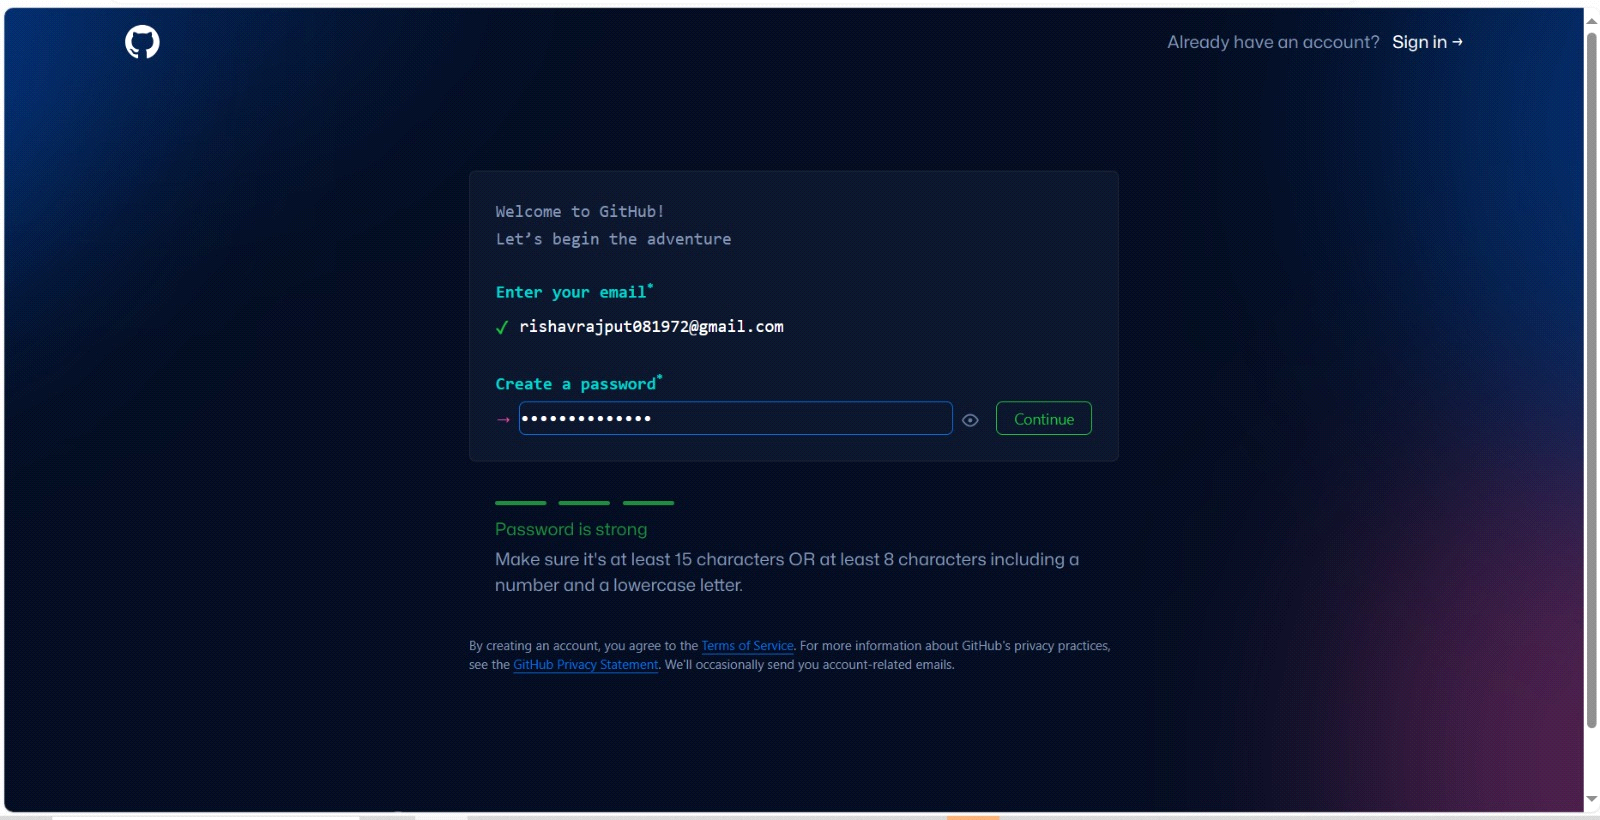 Already have an account? Sign in →
Welcome to GitHub!
Let’s begin the adventure
Enter your email*
✓ rishavrajput081972@gmail.com
Create a password*
→ •••••••••••••• Continue
Password is strong
Make sure it's at least 15 characters OR at least 8 characters including a
number and a lowercase letter.
By creating an account, you agree to the Terms of Service. For more information about GitHub's privacy practices,
see the GitHub Privacy Statement. We'll occasionally send you account-related emails.